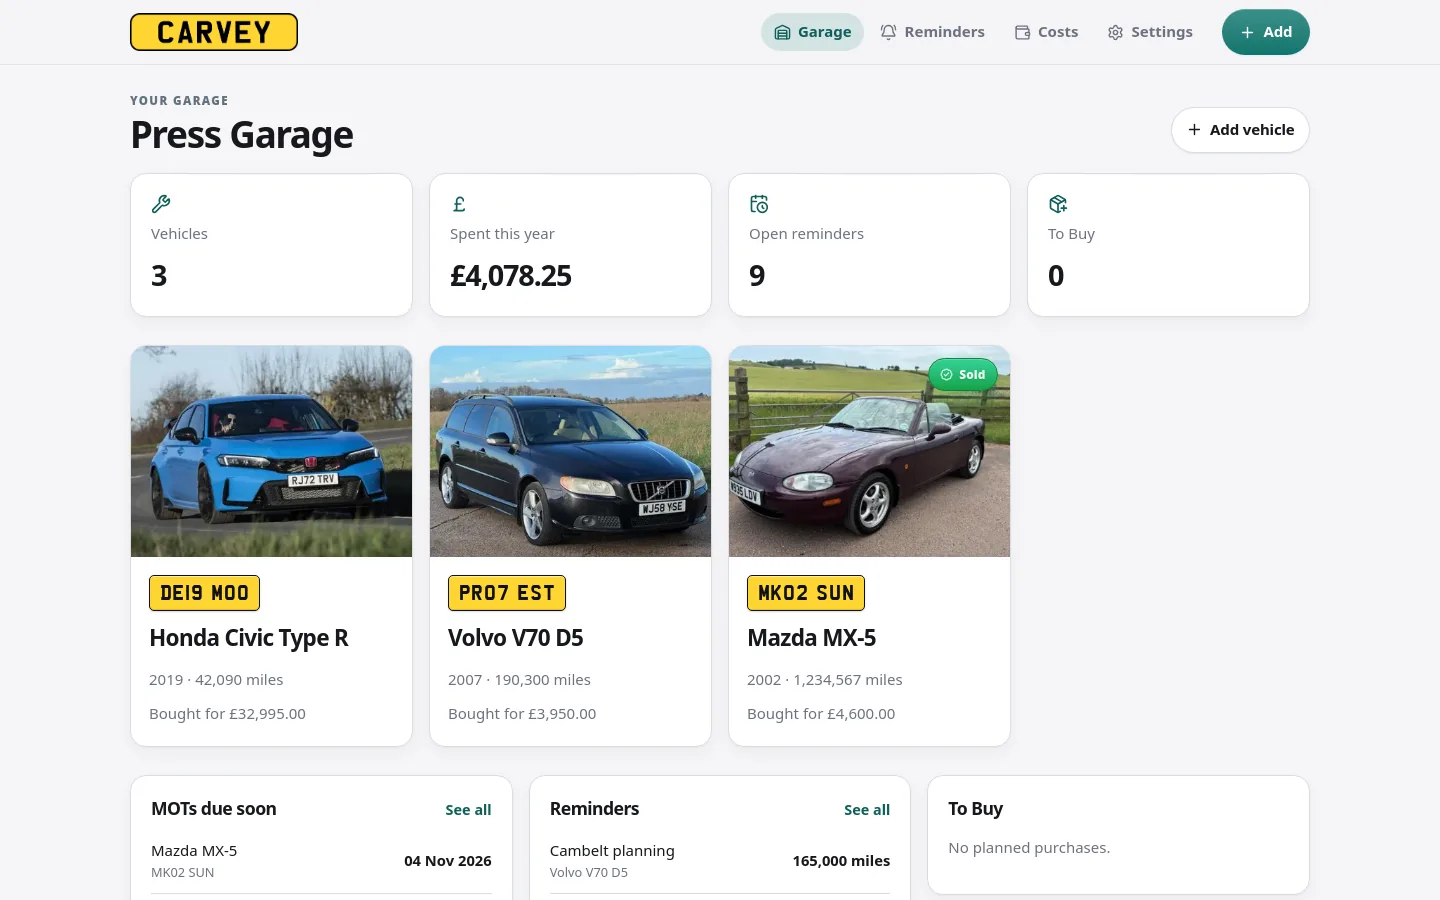 CARVEY
Garage
Reminders
Costs
Settings
Add
YOUR GARAGE
Press Garage
Add vehicle
Vehicles
3
Spent this year
£4,078.25
Open reminders
9
To Buy
0
RJ72 TRV
WJ58 YSE
Sold
DE19 MOO
PR07 EST
MK02 SUN
Honda Civic Type R
Volvo V70 D5
Mazda MX-5
2019 · 42,090 miles
2007 · 190,300 miles
2002 · 1,234,567 miles
Bought for £32,995.00
Bought for £3,950.00
Bought for £4,600.00
MOTs due soon
See all
Mazda MX-5
MK02 SUN
04 Nov 2026
Reminders
See all
Cambelt planning
Volvo V70 D5
165,000 miles
To Buy
No planned purchases.